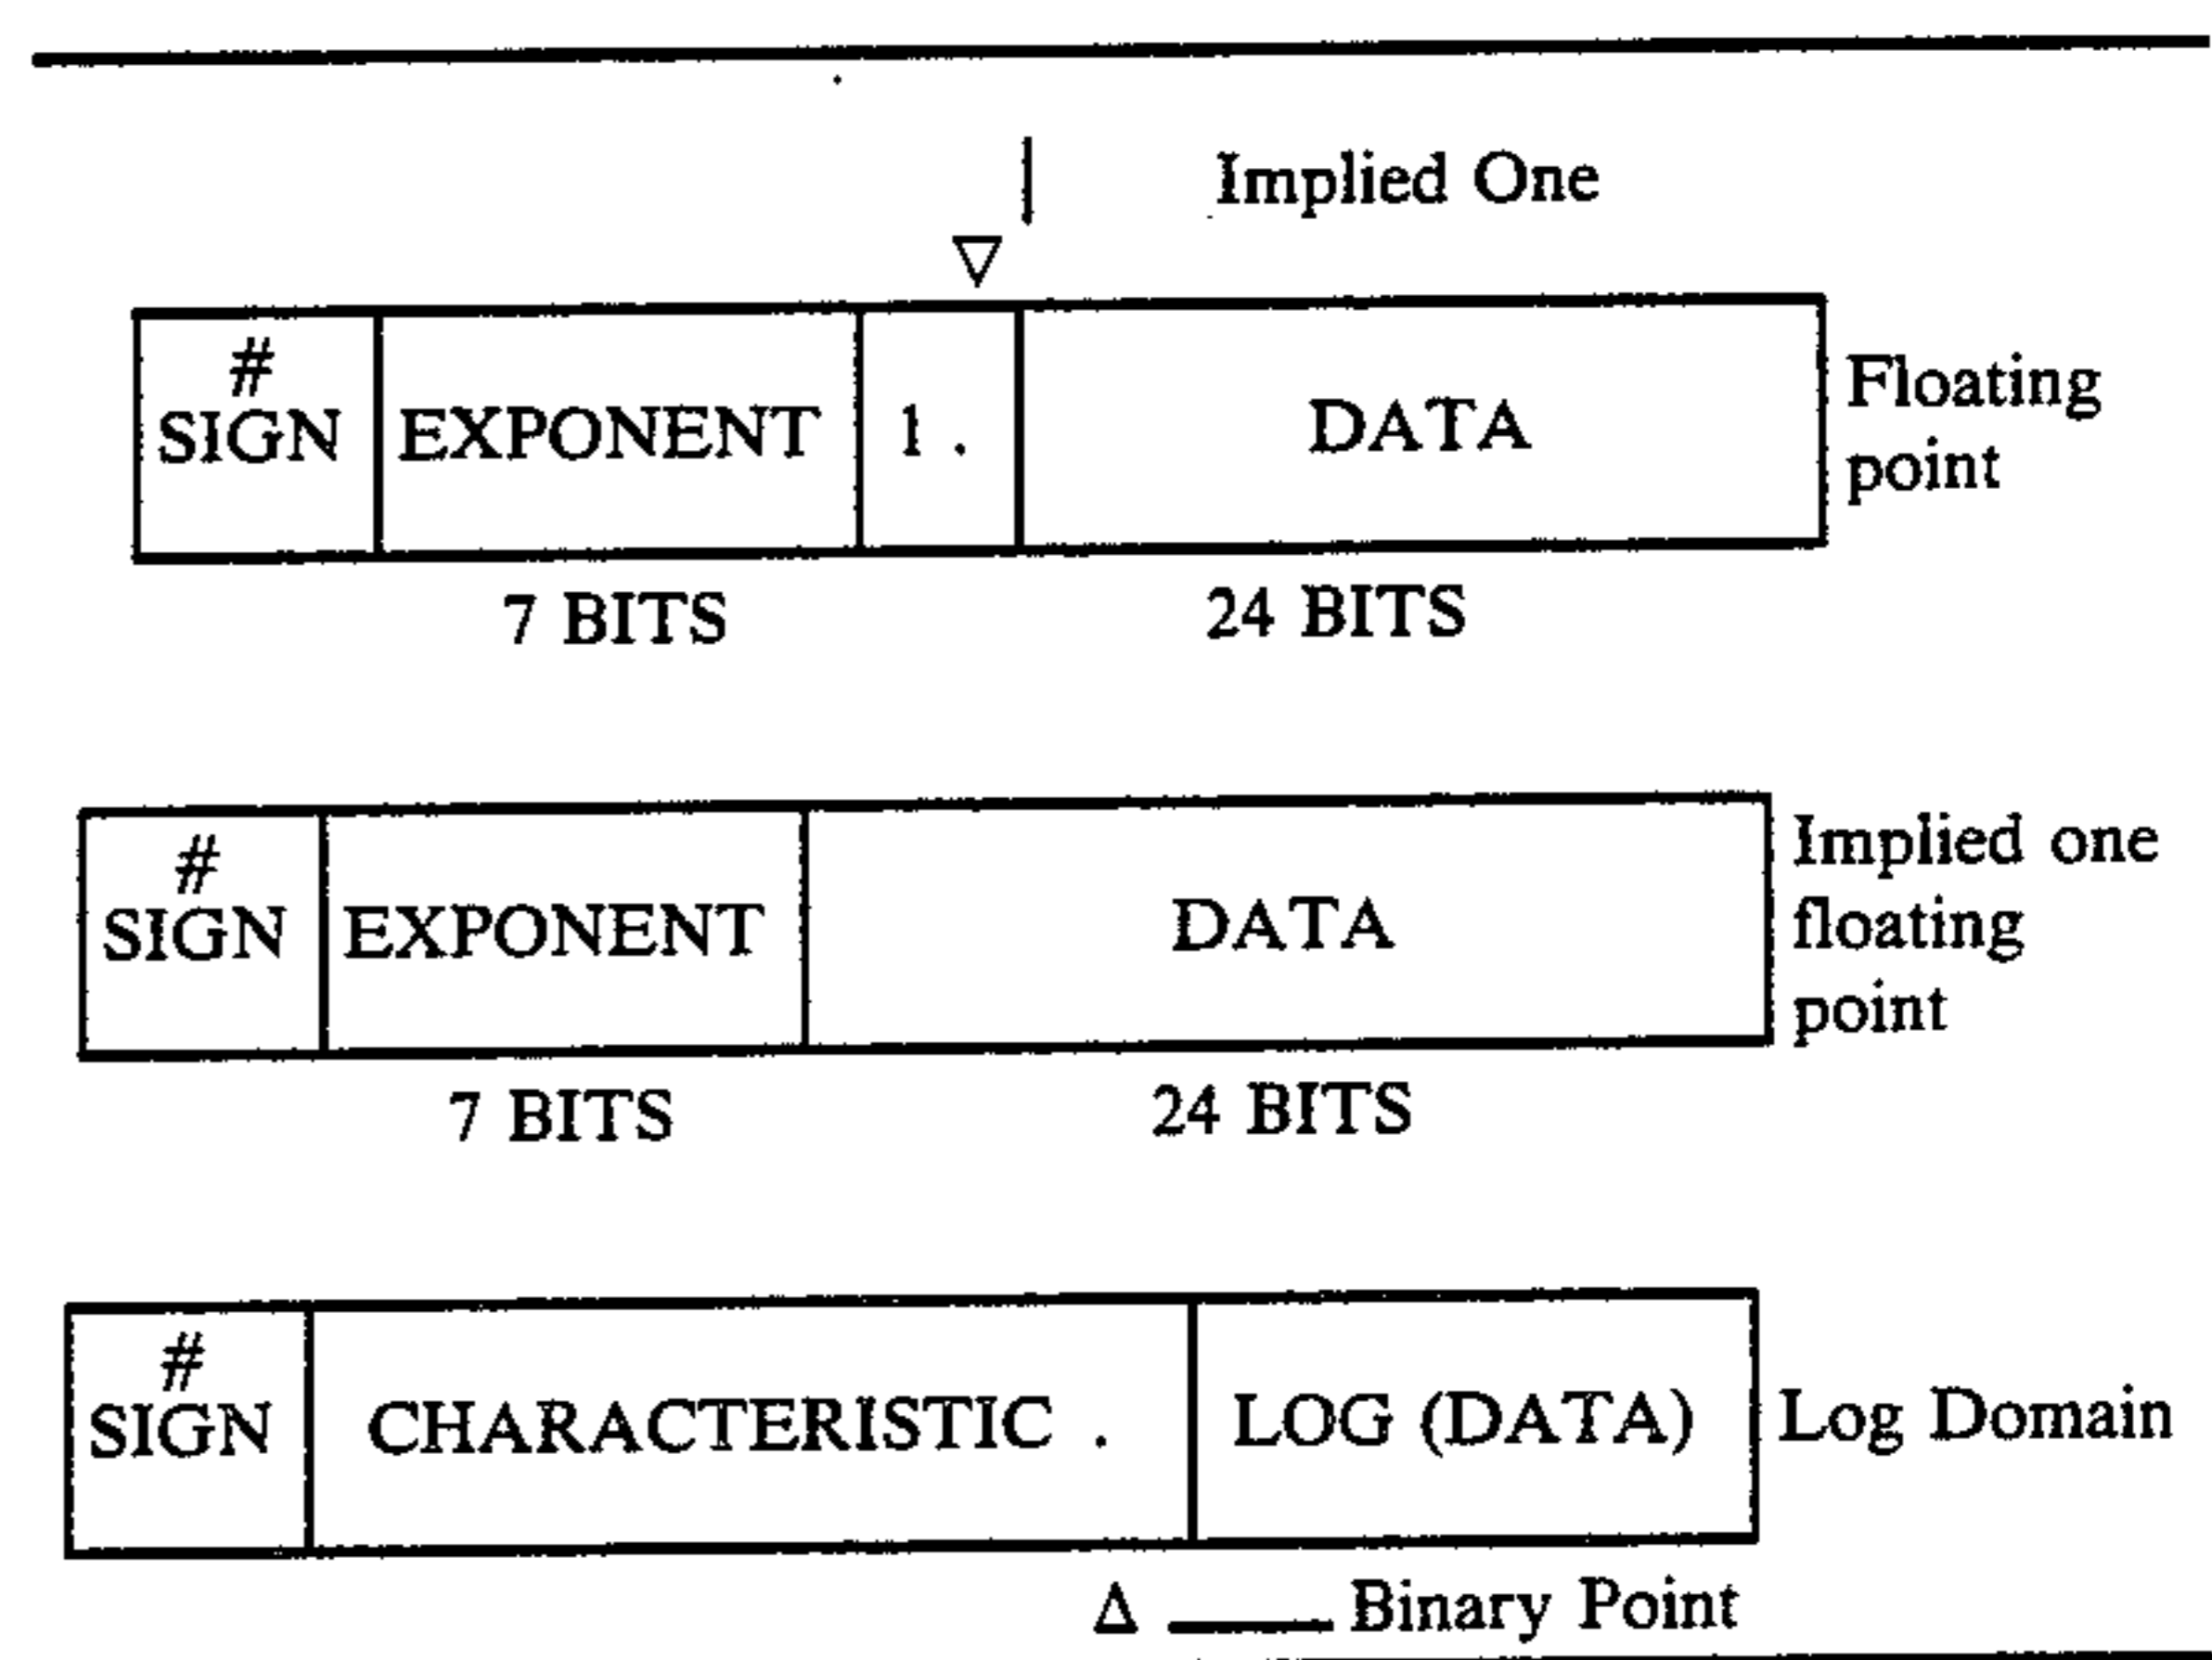 Implied One
▽
#
SIGN EXPONENT 1 . DATA
Floating
point
7 BITS 24 BITS
#
SIGN EXPONENT DATA
Implied one
floating
point
7 BITS 24 BITS
#
SIGN CHARACTERISTIC . LOG (DATA) Log Domain
Δ Binary Point